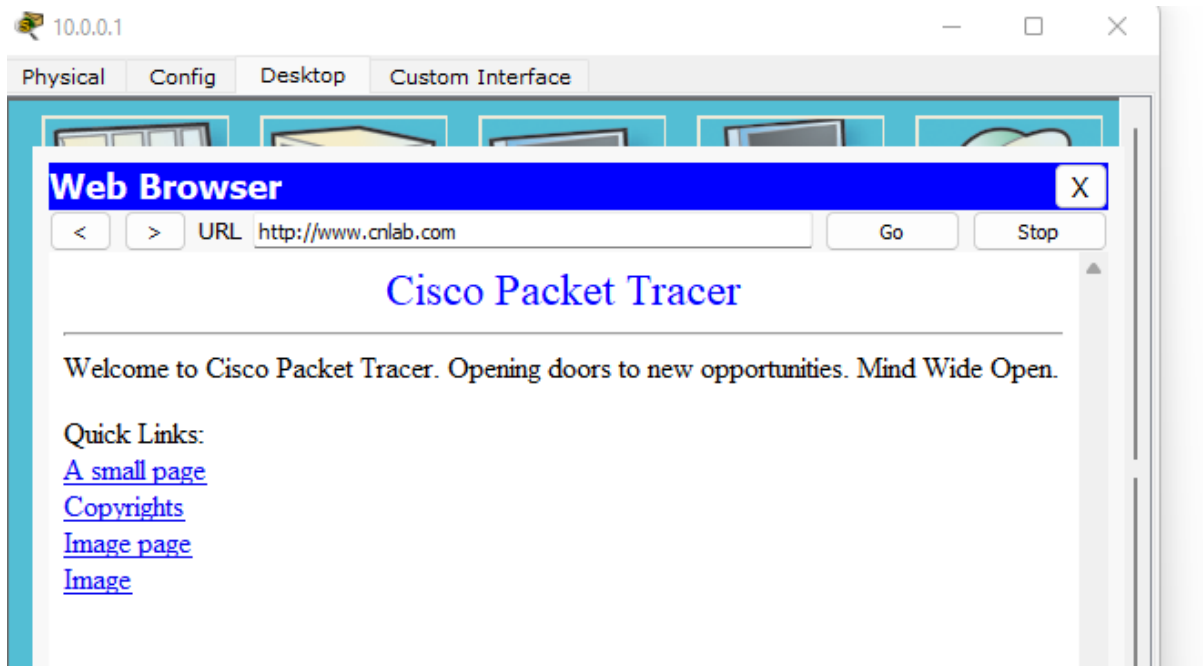 10.0.0.1
Physical Config Desktop Custom Interface
Web Browser X
< > URL http://www.cnlab.com Go Stop
Cisco Packet Tracer
Welcome to Cisco Packet Tracer. Opening doors to new opportunities. Mind Wide Open.
Quick Links:
A small page
Copyrights
Image page
Image